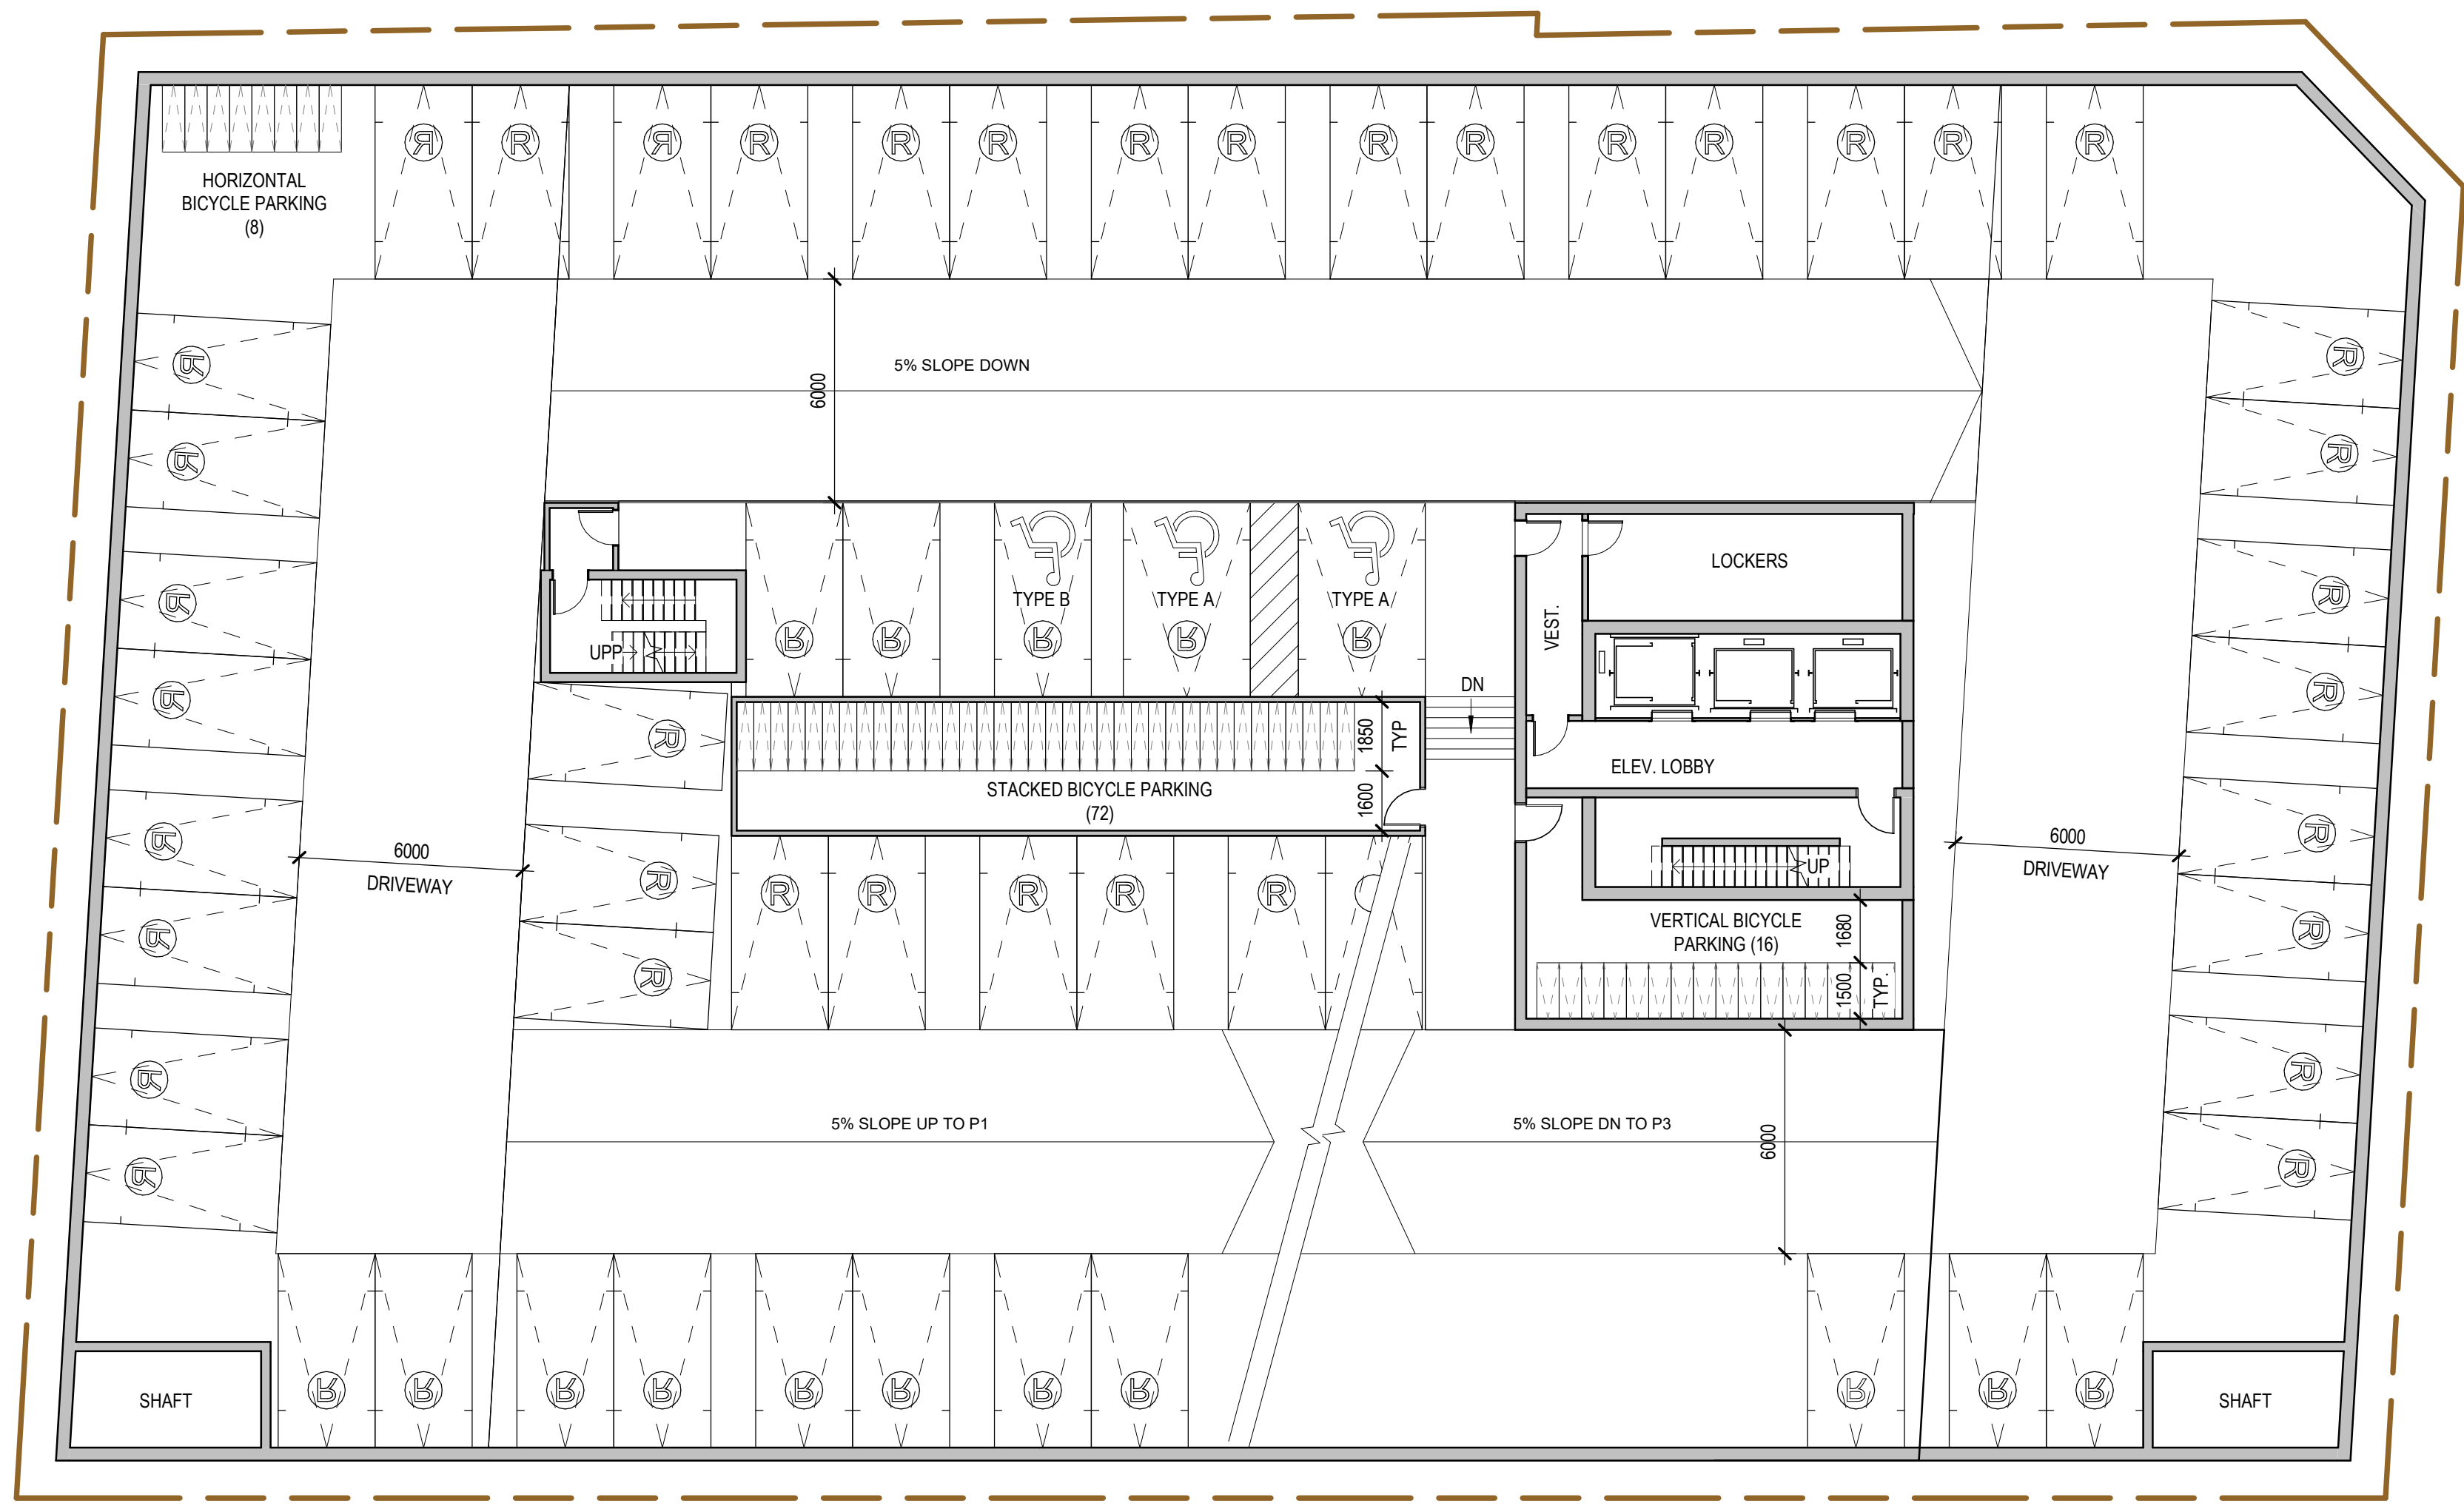 R R R R R R R R R R R R R R R
HORIZONTAL
BICYCLE PARKING
(8)
R
R
5% SLOPE DOWN
6000
R
R
LOCKERS
TYPE B
TYPE A
TYPE A
R
R
R
R
R
R
R
R
VEST.
UPP
R
R
DN
R
1850
TYP
ELEV. LOBBY
STACKED BICYCLE PARKING
(72)
1600
6000
DRIVEWAY
6000
DRIVEWAY
R
R
UP
R
R
R
R
R
R
R
R
VERTICAL BICYCLE
PARKING (16)
1680
R
R
1500
TYP.
R
R
R
5% SLOPE UP TO P1
5% SLOPE DN TO P3
6000
R
R
R R R R R R R R R R R
SHAFT
SHAFT